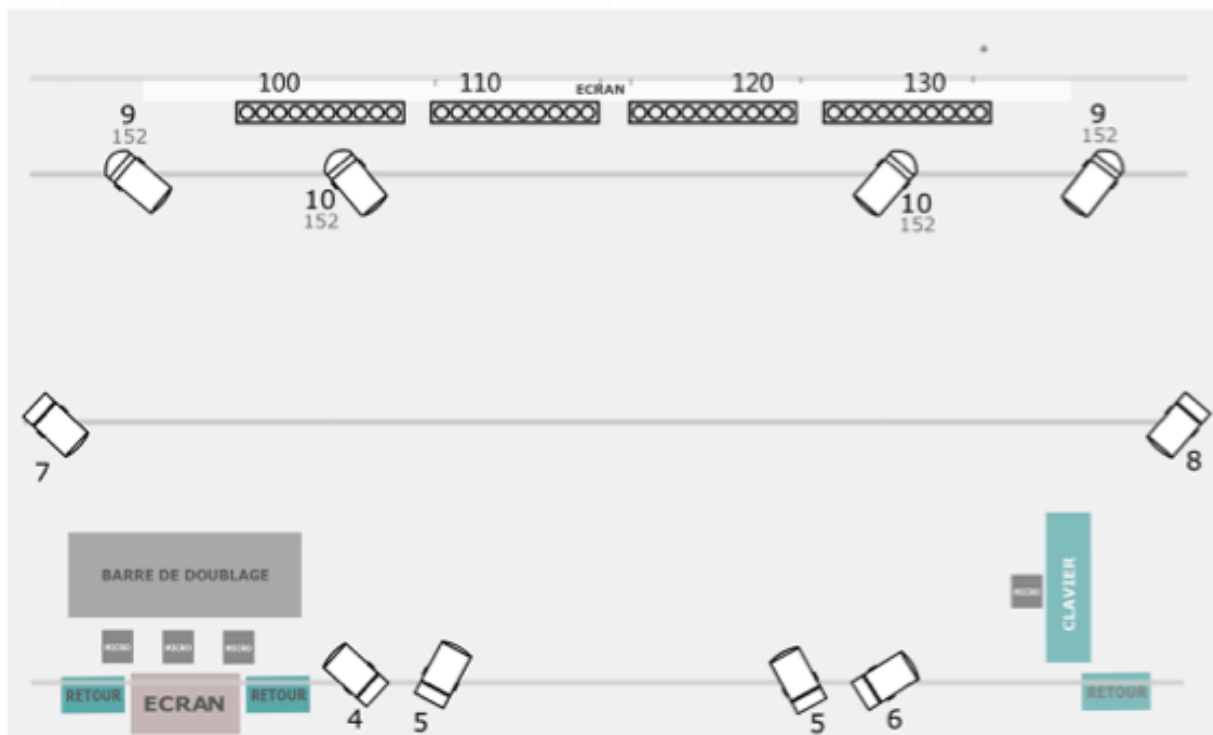 100
110
ECRAN
120
130
9
152
9
152
10
152
10
152
7
8
BARRE DE DOUBLAGE
MICRO
CLAVIER
MICRO
MICRO
MICRO
RETOUR
ECRAN
RETOUR
RETOUR
4
5
5
6